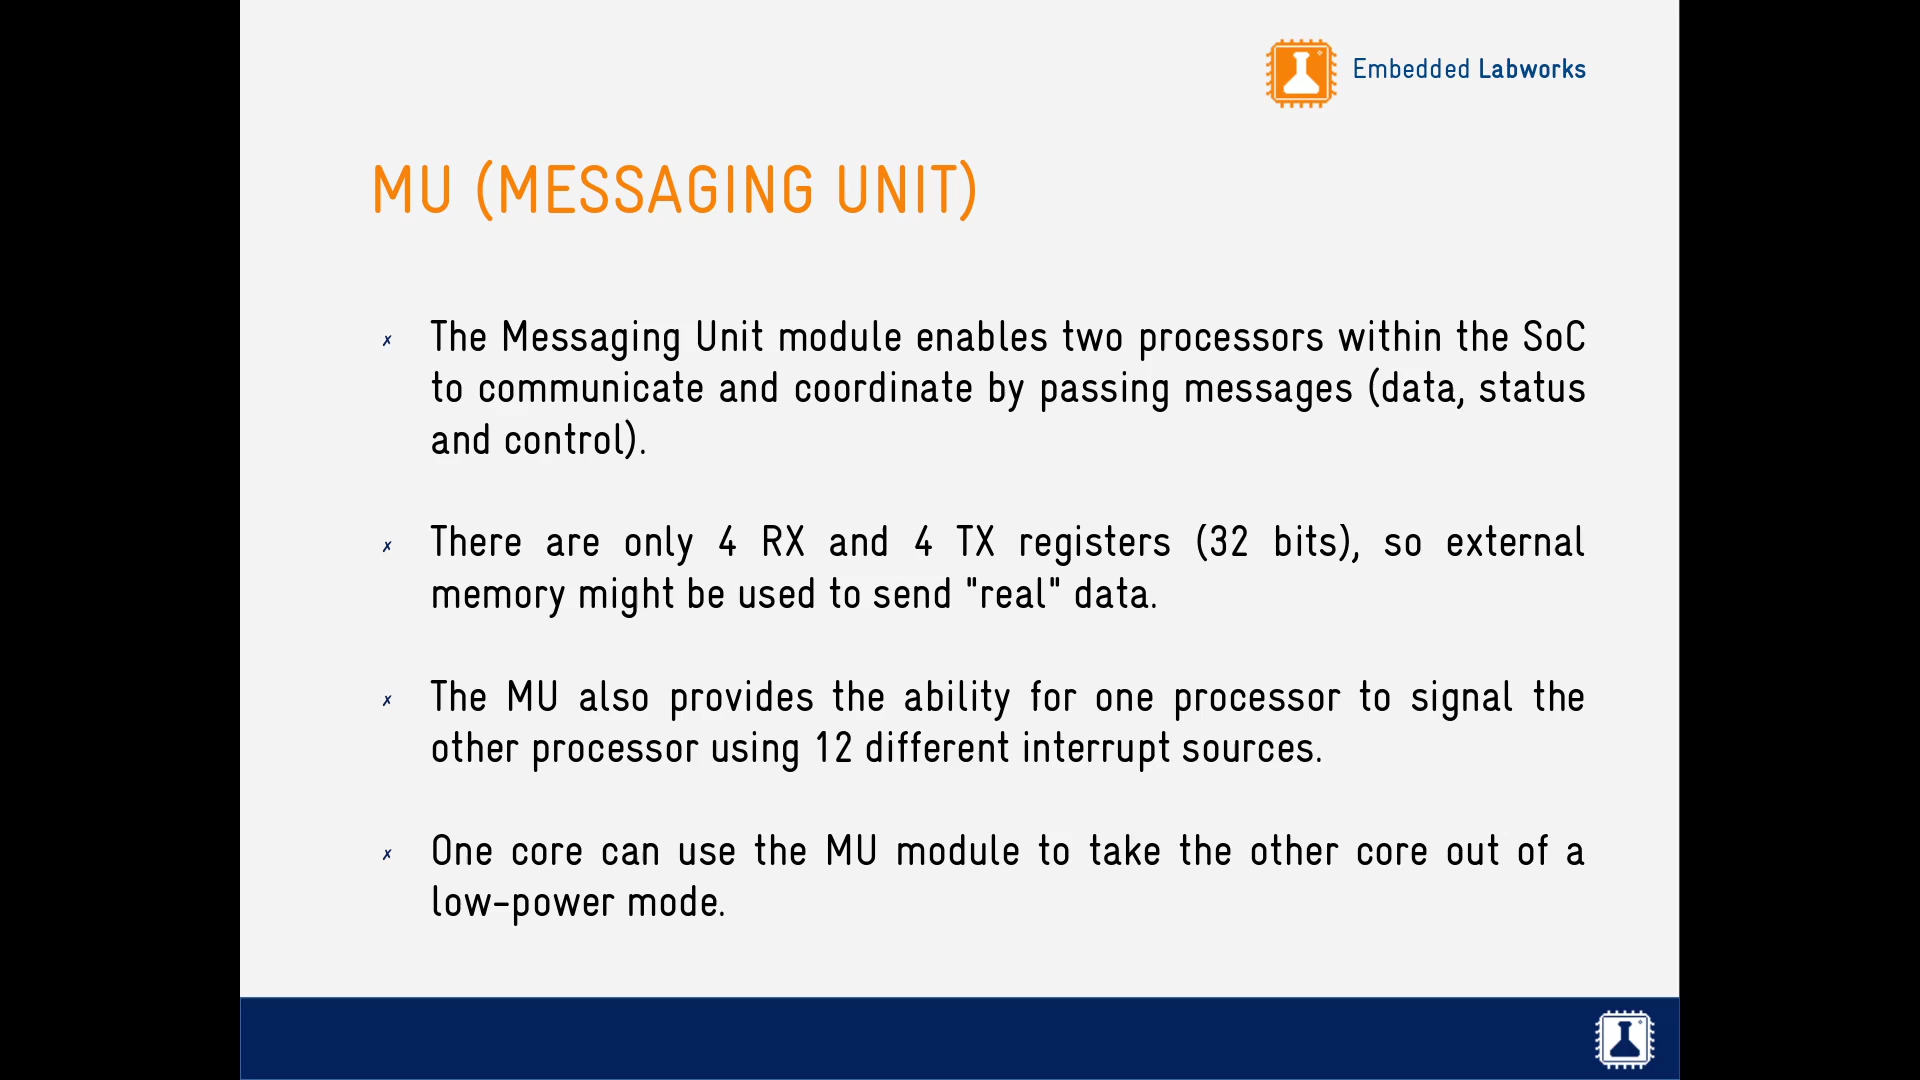 Embedded Labworks
MU (MESSAGING UNIT)
✗ The Messaging Unit module enables two processors within the SoC
to communicate and coordinate by passing messages (data, status
and control).
✗ There are only 4 RX and 4 TX registers (32 bits), so external
memory might be used to send "real" data.
✗ The MU also provides the ability for one processor to signal the
other processor using 12 different interrupt sources.
✗ One core can use the MU module to take the other core out of a
low-power mode.